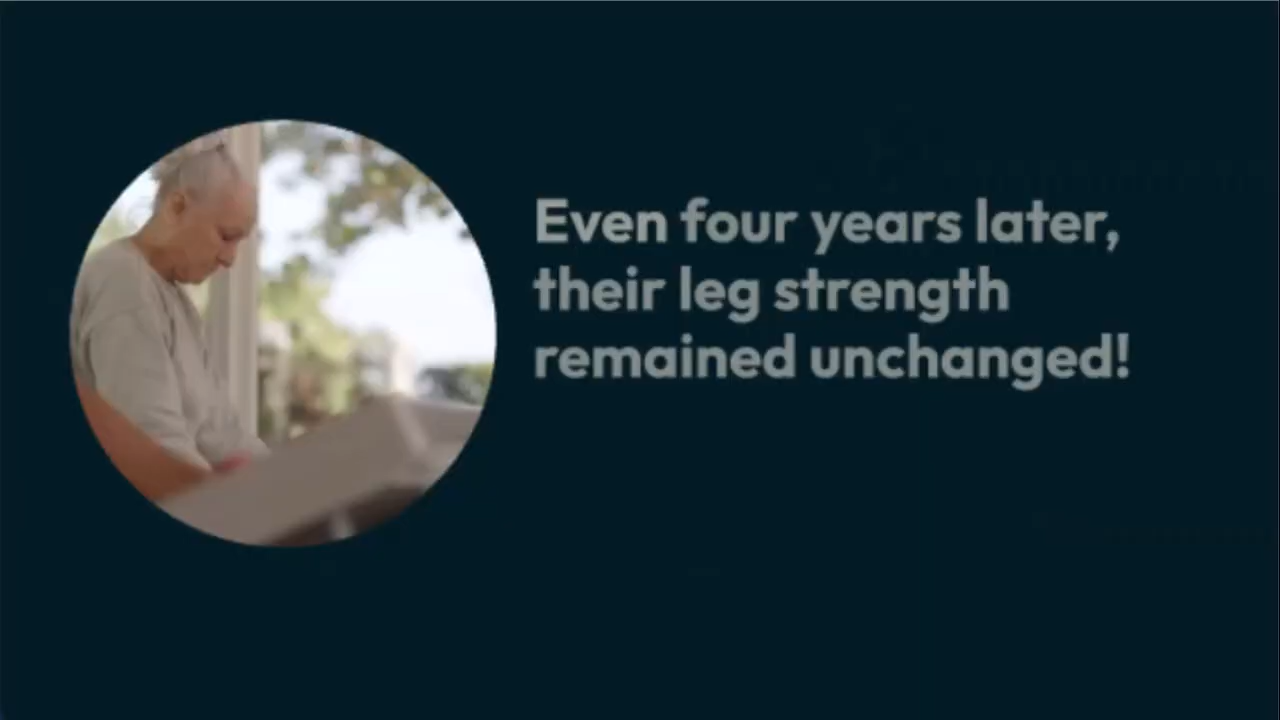 Even four years later,
their leg strength
remained unchanged!